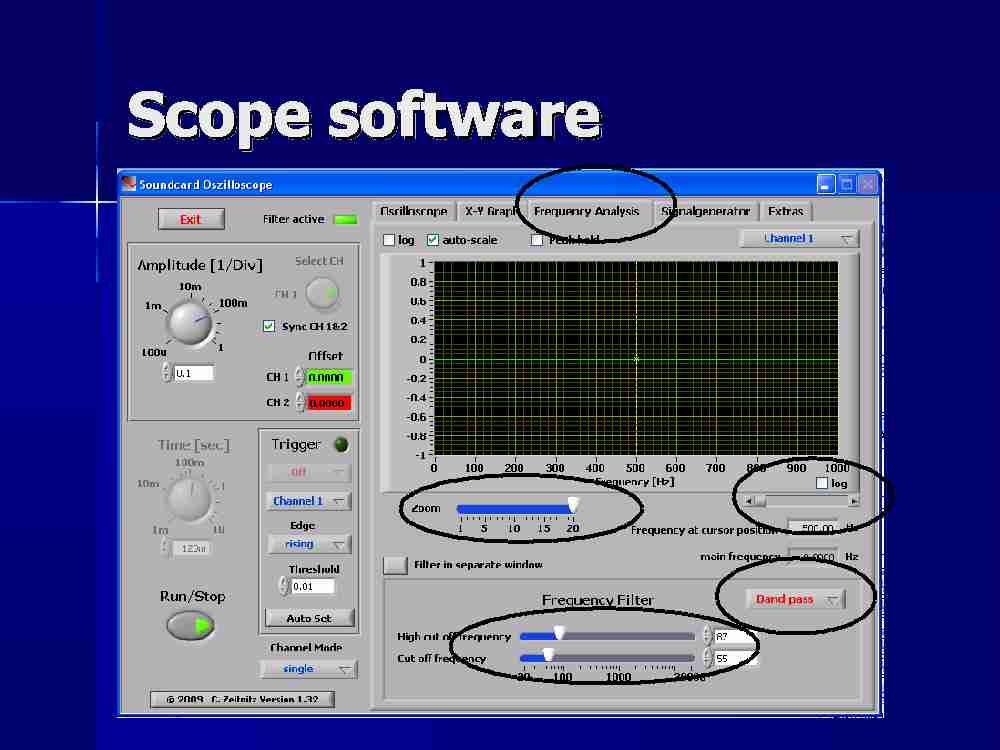 Scope software
Soundcard Oszilloscope
Exit
Filter active
Oscilloscope X-Y Graph Frequency Analysis Signalgenerator Extras
log auto-scale Peak hold Channel 1
Amplitude [1/Div]
Select CH
10m
1m 100m
CH 1
Sync CH 1&2
100u 1
Offset
0.1
CH 1 0.0000
CH 2 0.0000
1
0.8
0.6
0.4
0.2
0
-0.2
-0.4
-0.6
-0.8
-1
0 100 200 300 400 500 600 700 800 900 1000
Frequency [Hz]
log
Time [sec]
100m
10m 1
1m 10
Trigger
Off
Channel 1
Edge
rising
Threshold
0.01
Auto Set
Run/Stop
Channel Mode
single
© 2009 C. Zeitnitz Version 1.32
Zoom
1 5 10 15 20
Frequency at cursor position 500.00 Hz
main frequency Hz
Filter in separate window
Frequency Filter
Band pass
High cut off frequency 87
Cut off frequency 55
20 100 1000 20000